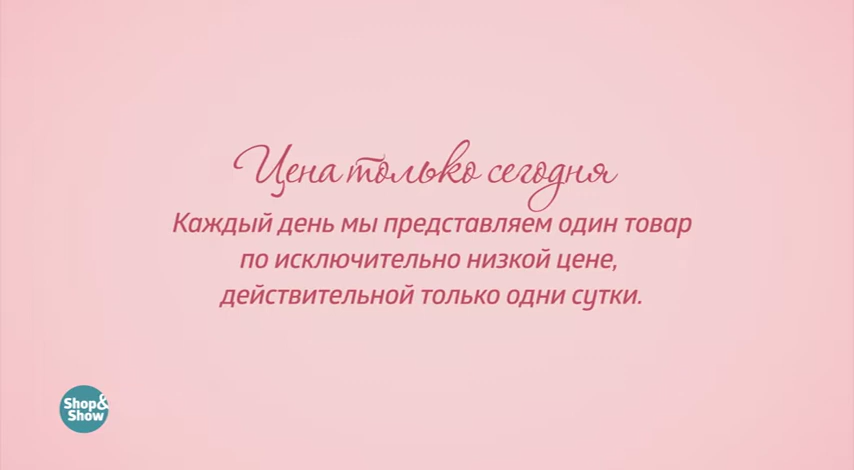 Цена только сегодня
Каждый день мы представляем один товар
по исключительно низкой цене,
действительной только одни сутки.
Shop&
Show